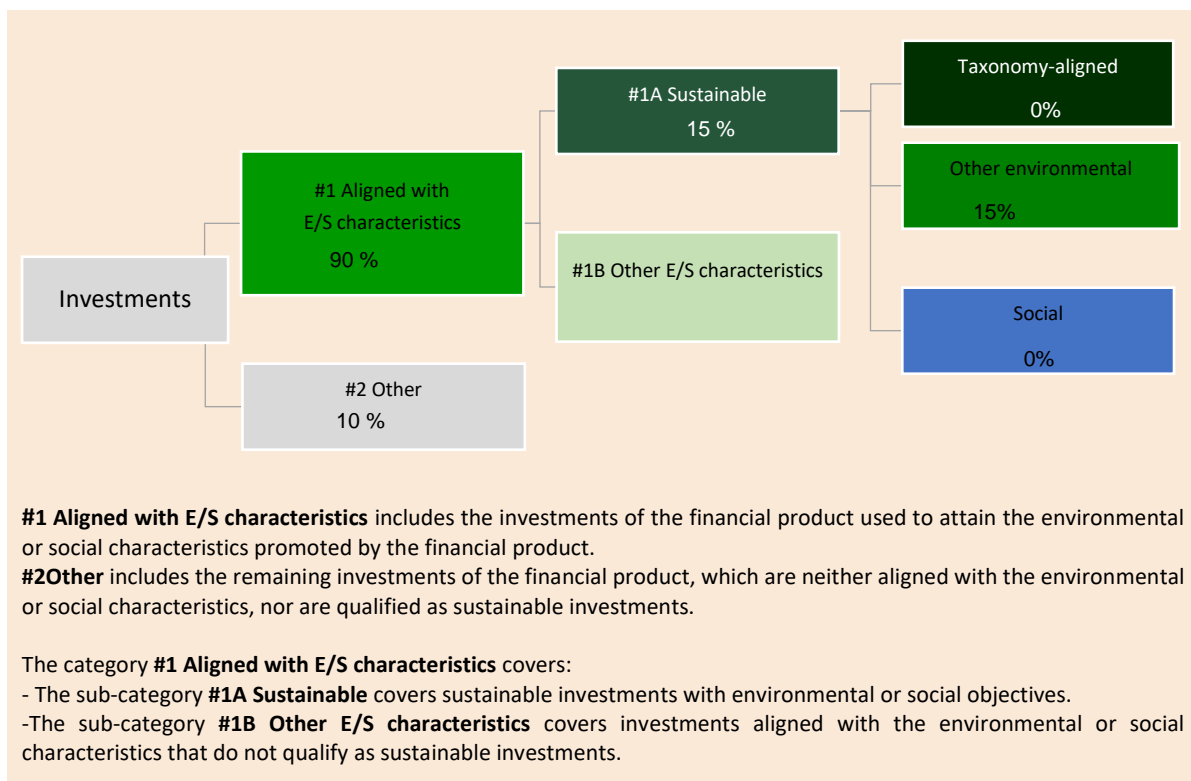 Investments
#1 Aligned with
E/S characteristics
90 %
#2 Other
10 %
#1A Sustainable
15 %
#1B Other E/S characteristics
Taxonomy-aligned
0%
Other environmental
15%
Social
0%
#1 Aligned with E/S characteristics includes the investments of the financial product used to attain the environmental
or social characteristics promoted by the financial product.
#2Other includes the remaining investments of the financial product, which are neither aligned with the environmental
or social characteristics, nor are qualified as sustainable investments.
The category #1 Aligned with E/S characteristics covers:
- The sub-category #1A Sustainable covers sustainable investments with environmental or social objectives.
-The sub-category #1B Other E/S characteristics covers investments aligned with the environmental or social
characteristics that do not qualify as sustainable investments.